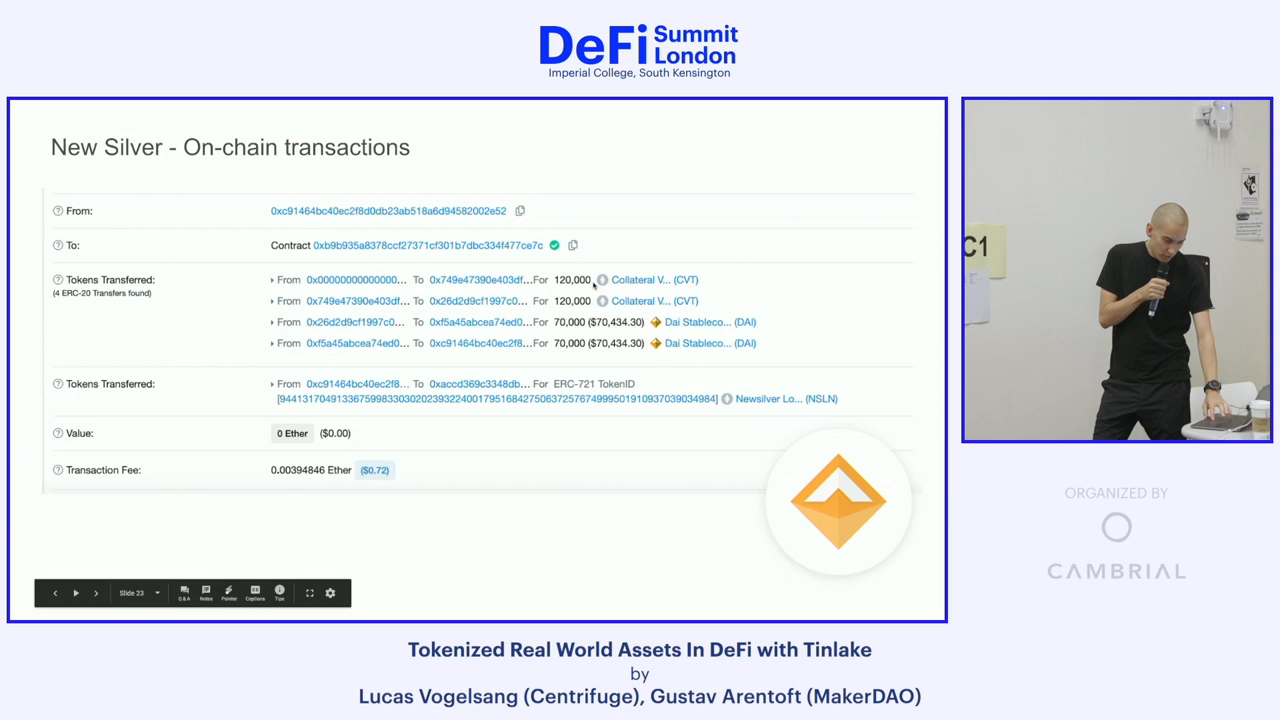 DeFi Summit London
Imperial College, South Kensington
New Silver - On-chain transactions
From: 0xc91464bc40ec2f8d0db23ab518a6d94582002e52
To: Contract 0xb9b935a8378ccf27371cf301b7dbc334f477ce7c
Tokens Transferred: From 0x00000000000000... To 0x749e47390e403df... For 120,000 Collateral V... (CVT)
(4 ERC-20 Transfers found)
From 0x749e47390e403df... To 0x26d2d9cf1997c0... For 120,000 Collateral V... (CVT)
From 0x26d2d9cf1997c0... To 0xf5a45abcea74ed0... For 70,000 ($70,434.30) Dai Stableco... (DAI)
From 0xf5a45abcea74ed0... To 0xc91464bc40ec2f8... For 70,000 ($70,434.30) Dai Stableco... (DAI)
Tokens Transferred: From 0xc91464bc40ec2f8... To 0xaccd369c3348db... For ERC-721 TokenID
[94413170491336759983303020239322400179516842750637257674999501910937039034984] Newsilver Lo... (NSLN)
Value: 0 Ether ($0.00)
Transaction Fee: 0.00394846 Ether ($0.72)
Slide 23
Q&A Notes Pointer Captions Tips
C1
ORGANIZED BY
CAMBRIAL
Tokenized Real World Assets In DeFi with Tinlake
by
Lucas Vogelsang (Centrifuge), Gustav Arentoft (MakerDAO)